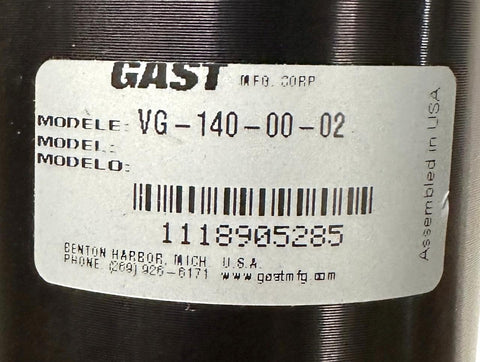 GAST MFG. CORP
MODELE: VG-140-00-02
MODEL:
MODELO:
1118905285
BENTON HARBOR, MICH. U.S.A.
PHONE: (269) 926-6171 www.gastmfg.com
Assembled in USA